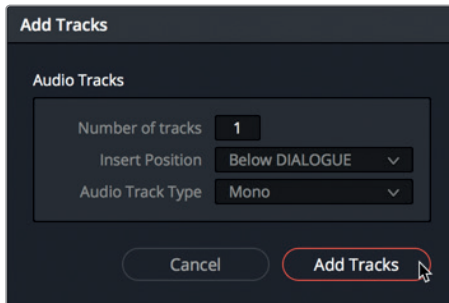 Add Tracks
Audio Tracks
Number of tracks 1
Insert Position Below DIALOGUE
Audio Track Type Mono
Cancel Add Tracks